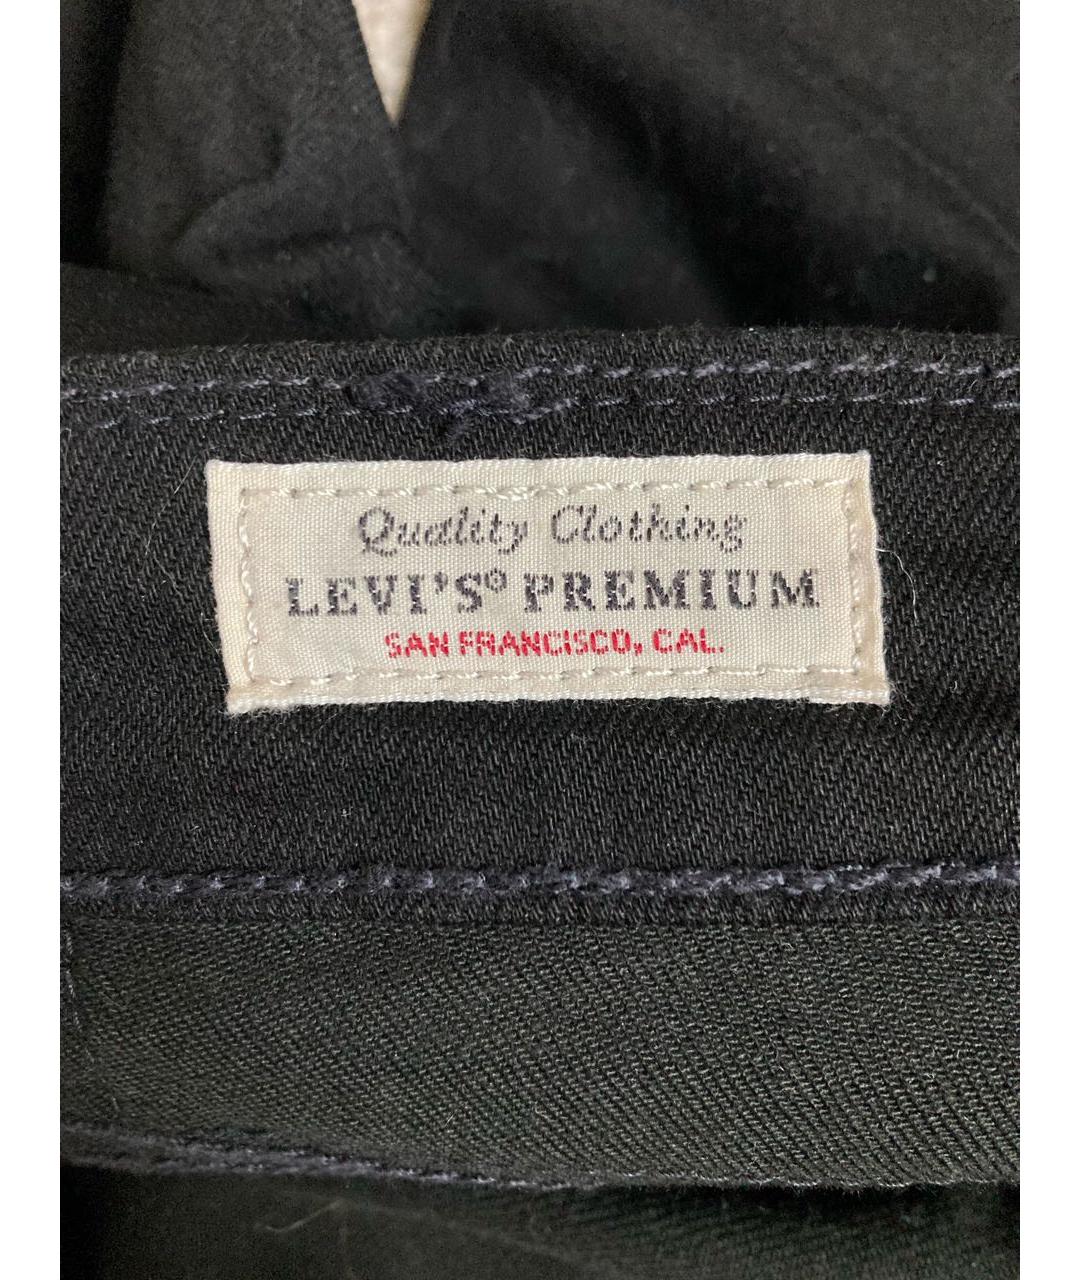 Quality Clothing
LEVI'S® PREMIUM
SAN FRANCISCO, CAL.